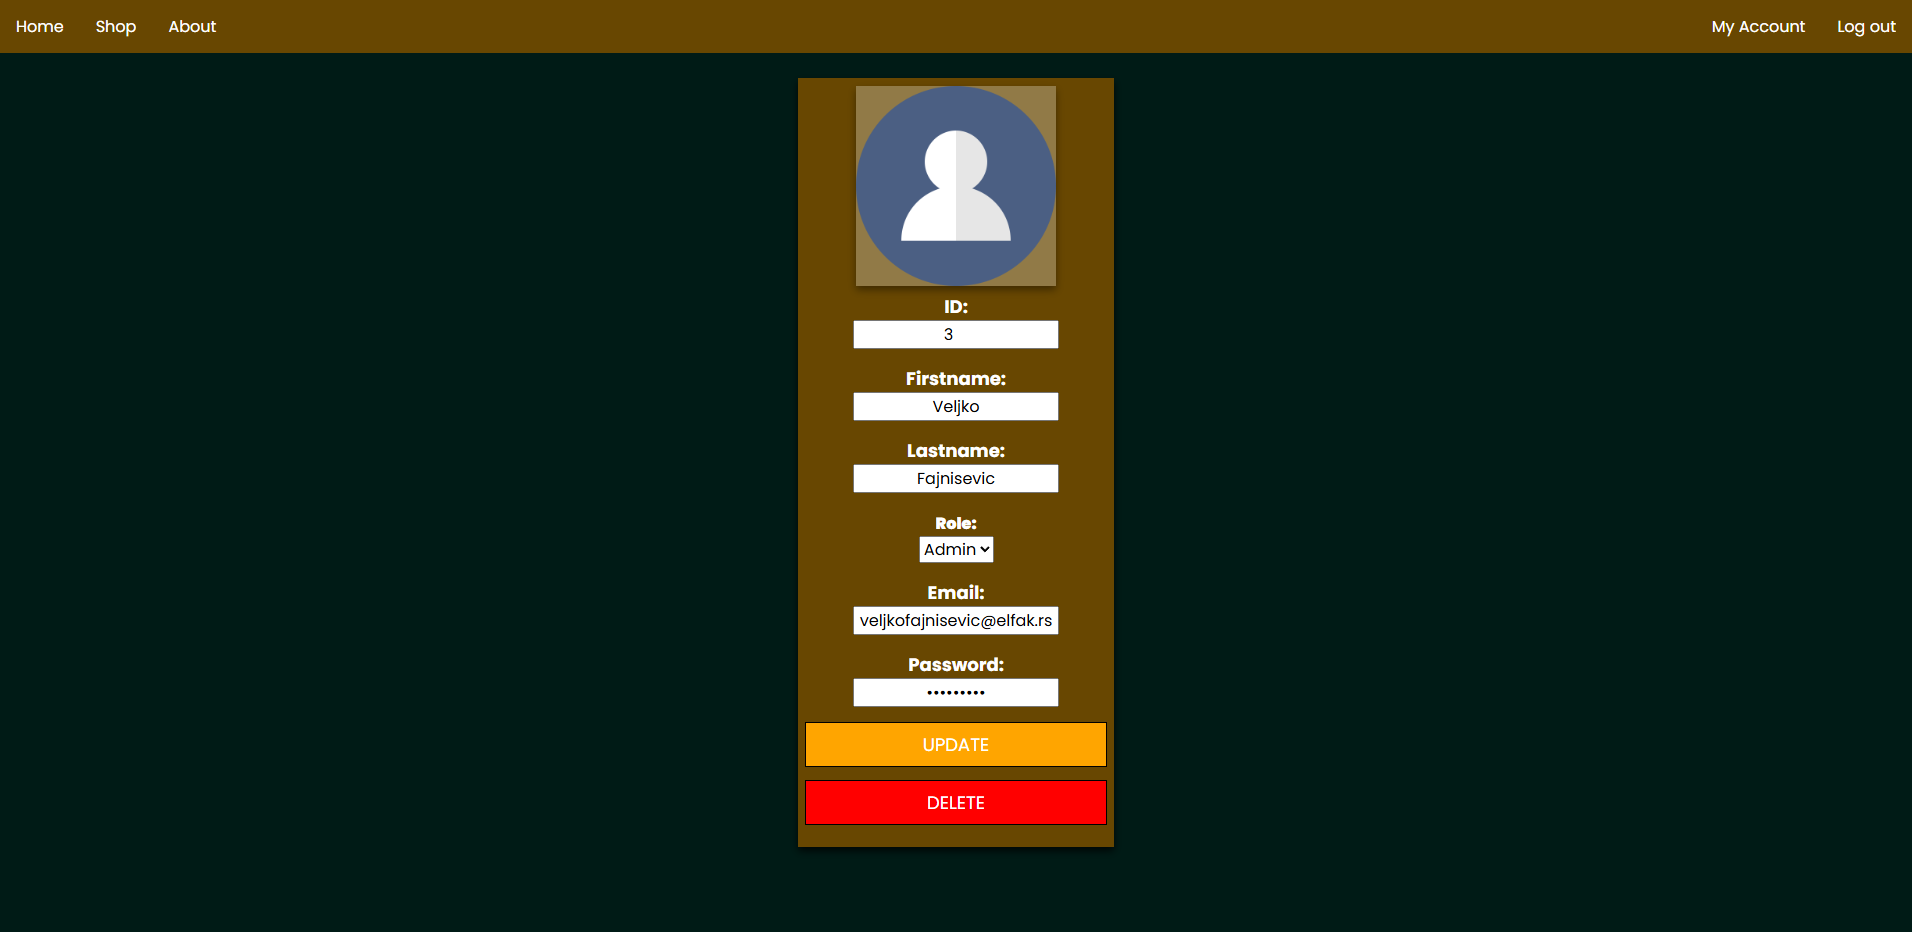 Home Shop About My Account Log out
ID:
3
Firstname:
Veljko
Lastname:
Fajnisevic
Role:
Admin
Email:
veljkofajnisevic@elfak.rs
Password:
•••••••••
UPDATE
DELETE